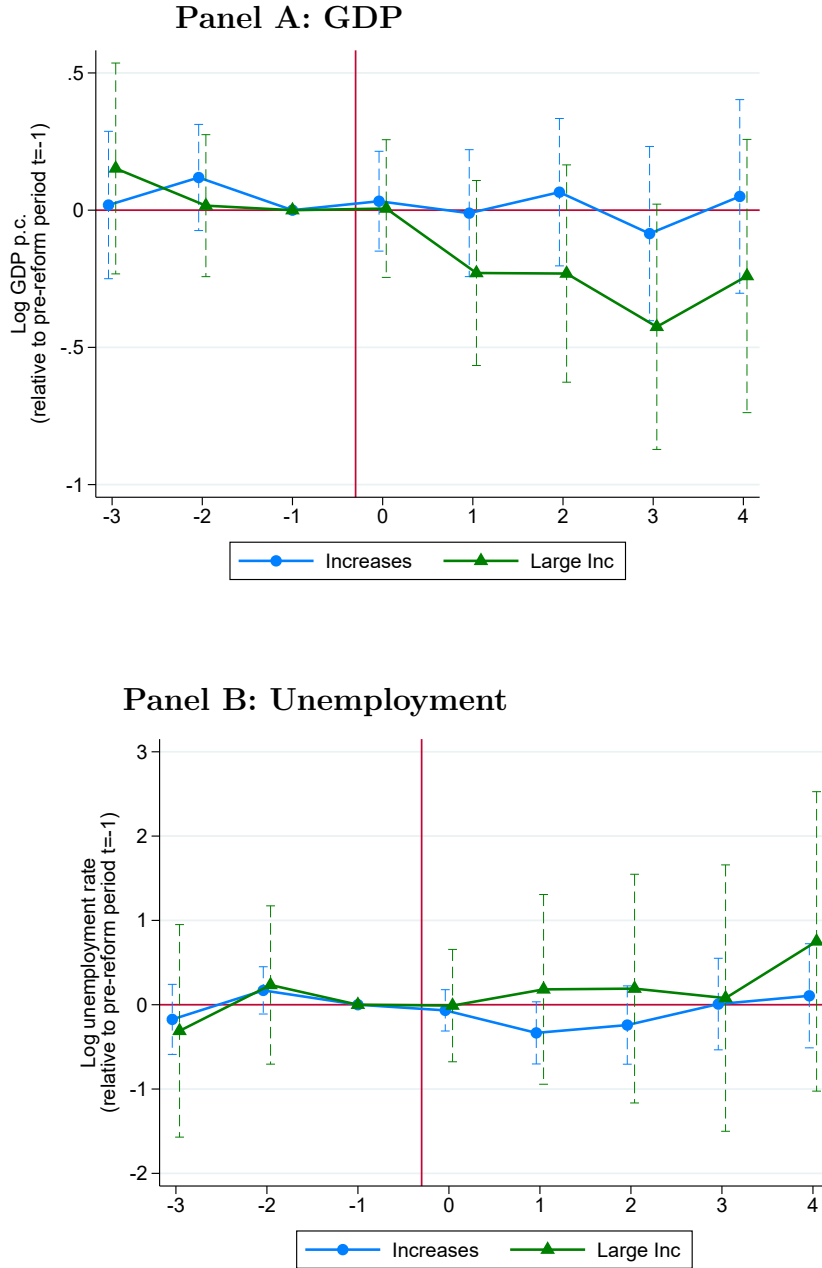 Panel A: GDP
Log GDP p.c.
(relative to pre-reform period t=-1)
.5
0
-.5
-1
-3 -2 -1 0 1 2 3 4
Increases Large Inc
Panel B: Unemployment
Log unemployment rate
(relative to pre-reform period t=-1)
3
2
1
0
-1
-2
-3 -2 -1 0 1 2 3 4
Increases Large Inc